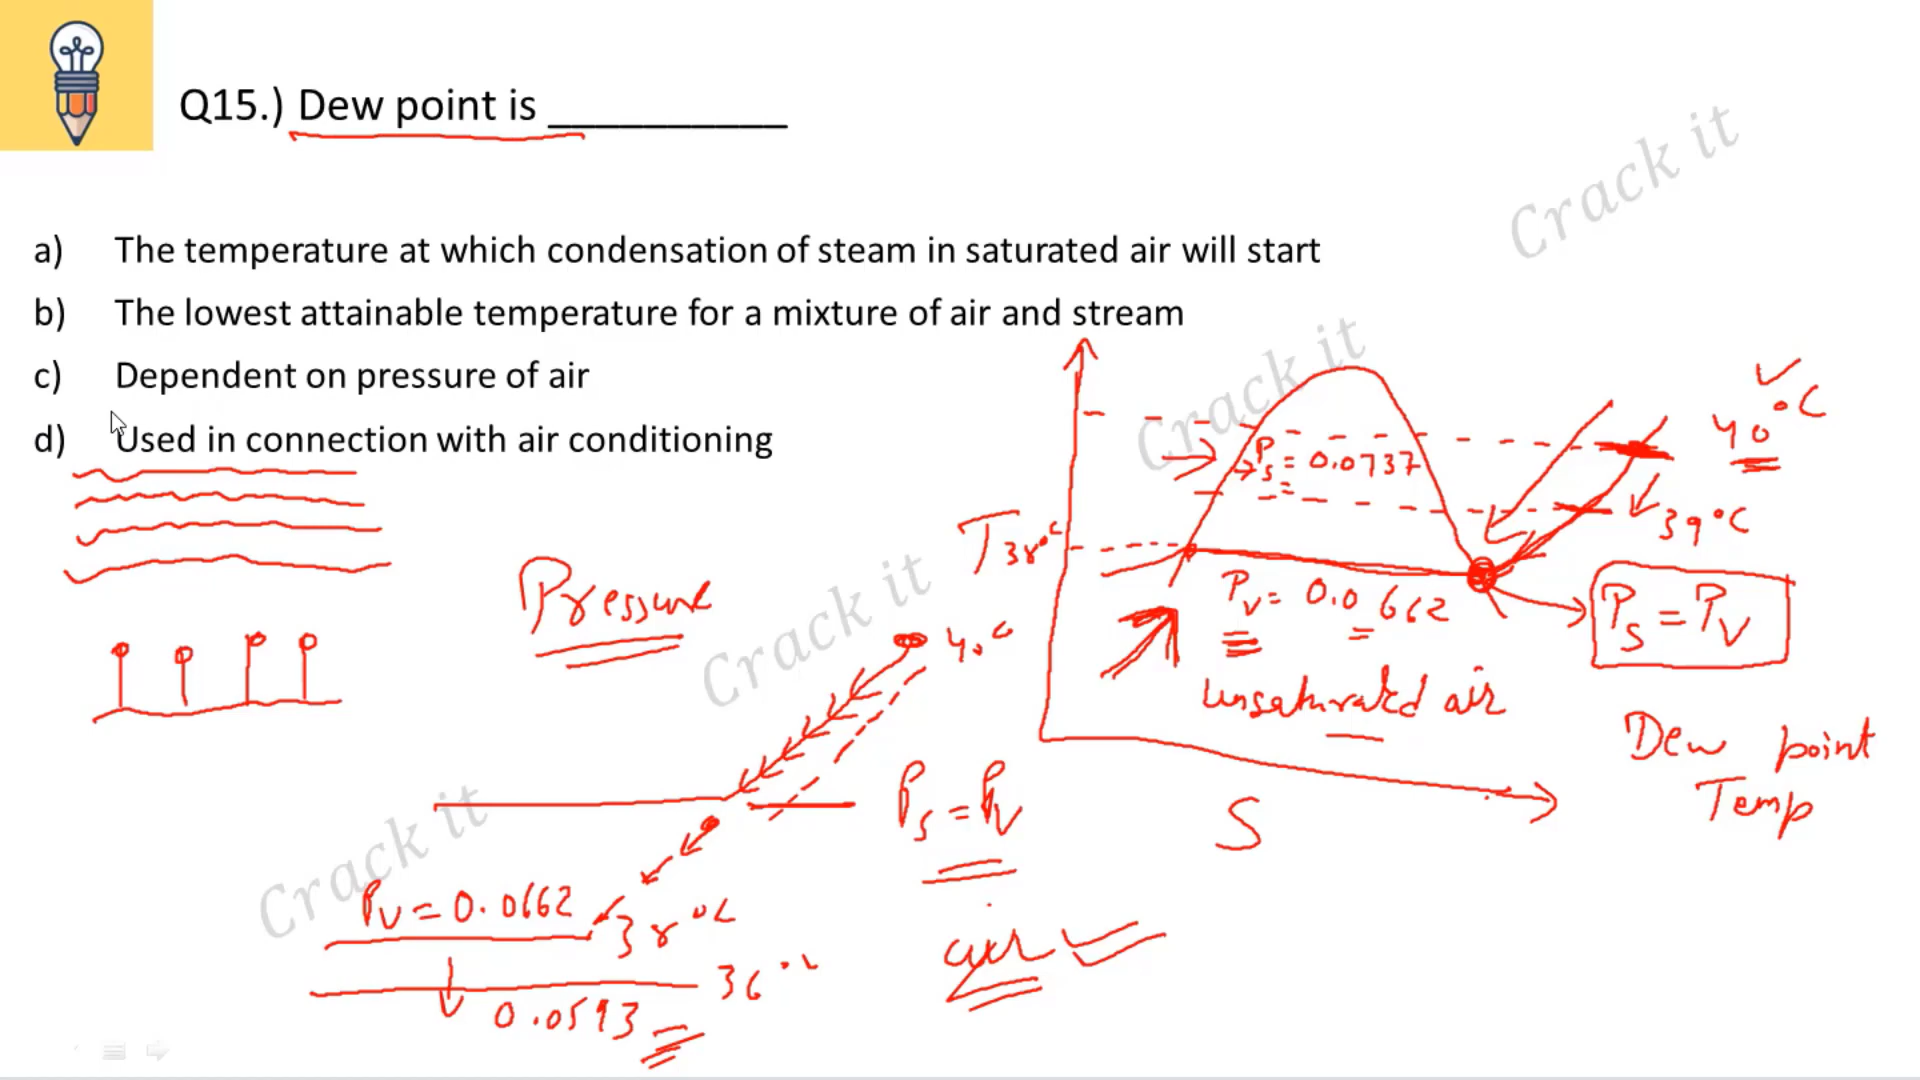 Q15.) Dew point is __________
a) The temperature at which condensation of steam in saturated air will start
b) The lowest attainable temperature for a mixture of air and stream
c) Dependent on pressure of air
d) Used in connection with air conditioning
Crack it
Crack it
Crack it
Crack it
40 °C
Ps = 0.0737
39°C
T 38°C
Pv = 0.0662
Ps = Pv
Pressure
40C
unsaturated air
Dew point
Temp
Ps = Pv
S
Pv = 0.0662
38°C
air
36
0.0593